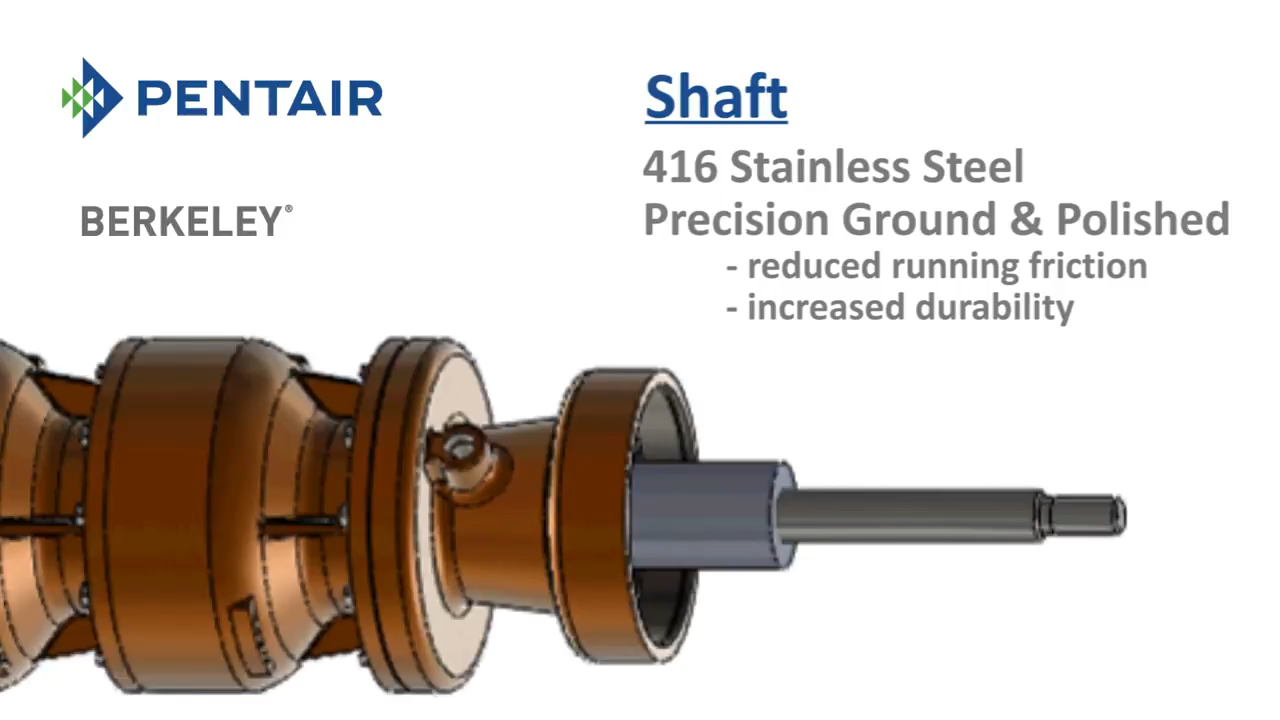 PENTAIR
BERKELEY®
Shaft
416 Stainless Steel
Precision Ground & Polished
- reduced running friction
- increased durability